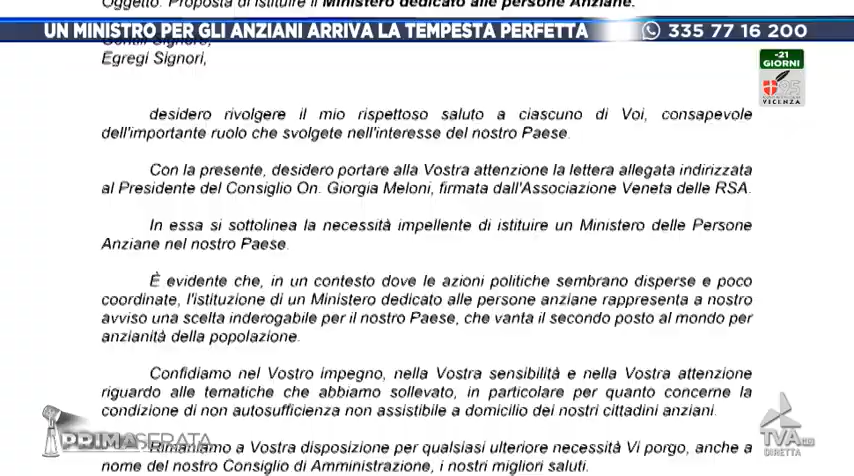 Oggetto. Proposta di istituire il Ministero dedicato alle persone Anziane.
UN MINISTRO PER GLI ANZIANI ARRIVA LA TEMPESTA PERFETTA
335 77 16 200
Gentili Signore,
Egregi Signori,
-21
GIORNI
VICENZA
desidero rivolgere il mio rispettoso saluto a ciascuno di Voi, consapevole
dell'importante ruolo che svolgete nell'interesse del nostro Paese.
Con la presente, desidero portare alla Vostra attenzione la lettera allegata indirizzata
al Presidente del Consiglio On. Giorgia Meloni, firmata dall'Associazione Veneta delle RSA.
In essa si sottolinea la necessità impellente di istituire un Ministero delle Persone
Anziane nel nostro Paese.
È evidente che, in un contesto dove le azioni politiche sembrano disperse e poco
coordinate, l'istituzione di un Ministero dedicato alle persone anziane rappresenta a nostro
avviso una scelta inderogabile per il nostro Paese, che vanta il secondo posto al mondo per
anzianità della popolazione.
Confidiamo nel Vostro impegno, nella Vostra sensibilità e nella Vostra attenzione
riguardo alle tematiche che abbiamo sollevato, in particolare per quanto concerne la
condizione di non autosufficienza non assistibile a domicilio dei nostri cittadini anziani.
Rimaniamo a Vostra disposizione per qualsiasi ulteriore necessità Vi porgo, anche a
nome del nostro Consiglio di Amministrazione, i nostri migliori saluti.
PRIMASERATA
TVA
DIRETTA